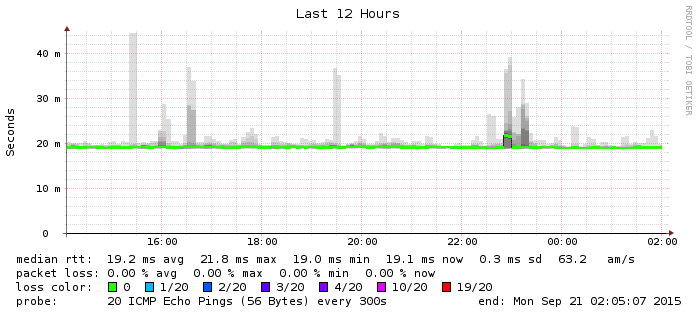 Last 12 Hours
RRDTOOL / TOBI OETIKER
Seconds
40 m
30 m
20 m
10 m
0
16:00 18:00 20:00 22:00 00:00 02:00
median rtt: 19.2 ms avg 21.8 ms max 19.0 ms min 19.1 ms now 0.3 ms sd 63.2 am/s
packet loss: 0.00 % avg 0.00 % max 0.00 % min 0.00 % now
loss color: 0 1/20 2/20 3/20 4/20 10/20 19/20
probe: 20 ICMP Echo Pings (56 Bytes) every 300s end: Mon Sep 21 02:05:07 2015